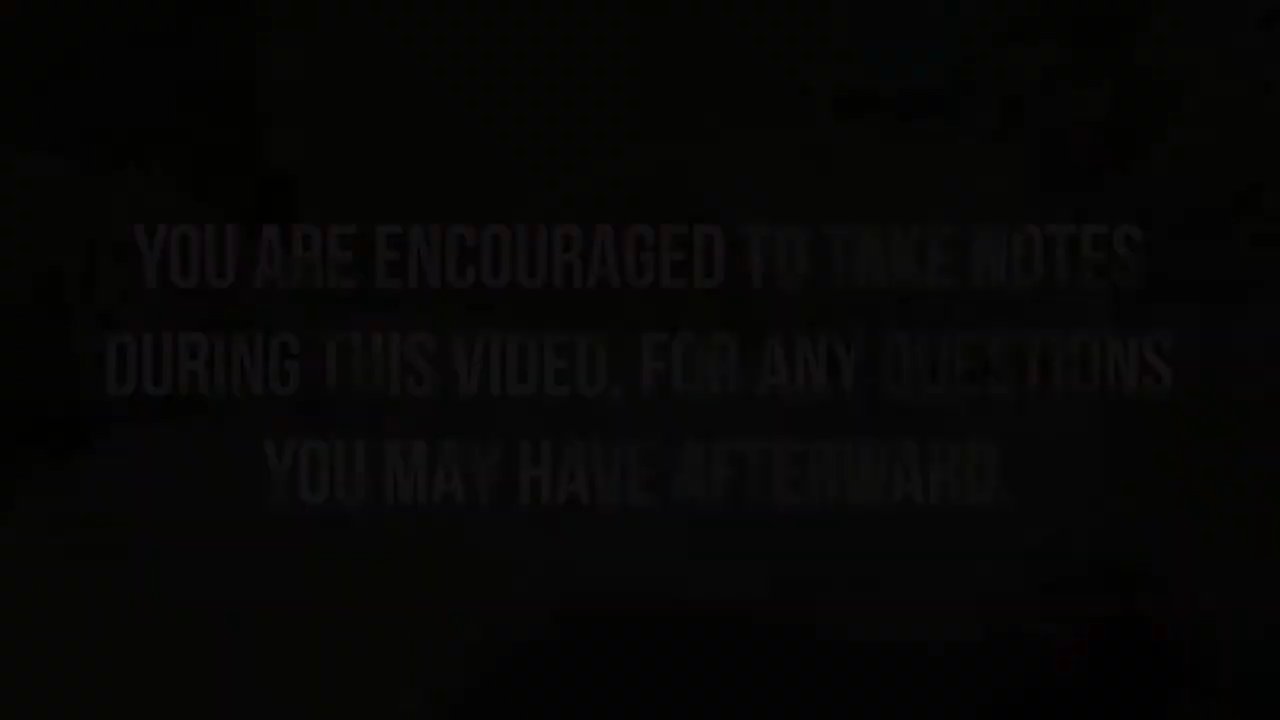 YOU ARE ENCOURAGED TO TAKE NOTES
DURING THIS VIDEO, FOR ANY QUESTIONS
YOU MAY HAVE AFTERWARD.